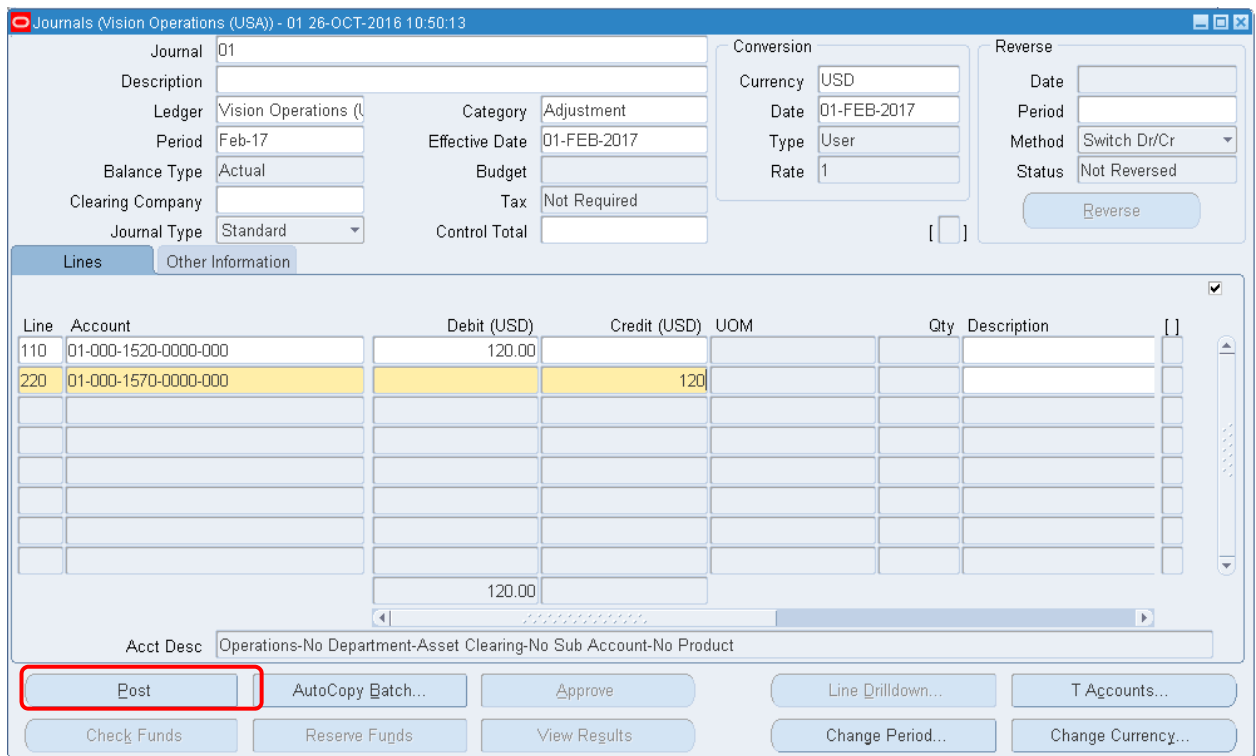 Journals (Vision Operations (USA)) - 01 26-OCT-2016 10:50:13
Journal 01
Description
Ledger Vision Operations (U Category Adjustment
Period Feb-17 Effective Date 01-FEB-2017
Balance Type Actual Budget
Clearing Company Tax Not Required
Journal Type Standard Control Total
Conversion
Currency USD
Date 01-FEB-2017
Type User
Rate 1
[ ]
Reverse
Date
Period
Method Switch Dr/Cr
Status Not Reversed
Reverse
Lines Other Information
Line Account Debit (USD) Credit (USD) UOM Qty Description [ ]
110 01-000-1520-0000-000 120.00
220 01-000-1570-0000-000 120
120.00
Acct Desc Operations-No Department-Asset Clearing-No Sub Account-No Product
Post AutoCopy Batch... Approve Line Drilldown... T Accounts...
Check Funds Reserve Funds View Results Change Period... Change Currency...